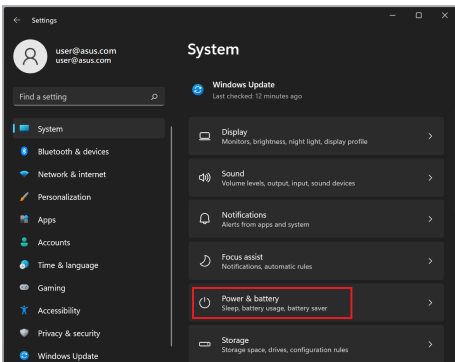 Settings
user@asus.com
user@asus.com
Find a setting
System
Bluetooth & devices
Network & internet
Personalization
Apps
Accounts
Time & language
Gaming
Accessibility
Privacy & security
Windows Update
System
Windows Update
Last checked: 12 minutes ago
Display
Monitors, brightness, night light, display profile
Sound
Volume levels, output, input, sound devices
Notifications
Alerts from apps and system
Focus assist
Notifications, automatic rules
Power & battery
Sleep, battery usage, battery saver
Storage
Storage space, drives, configuration rules